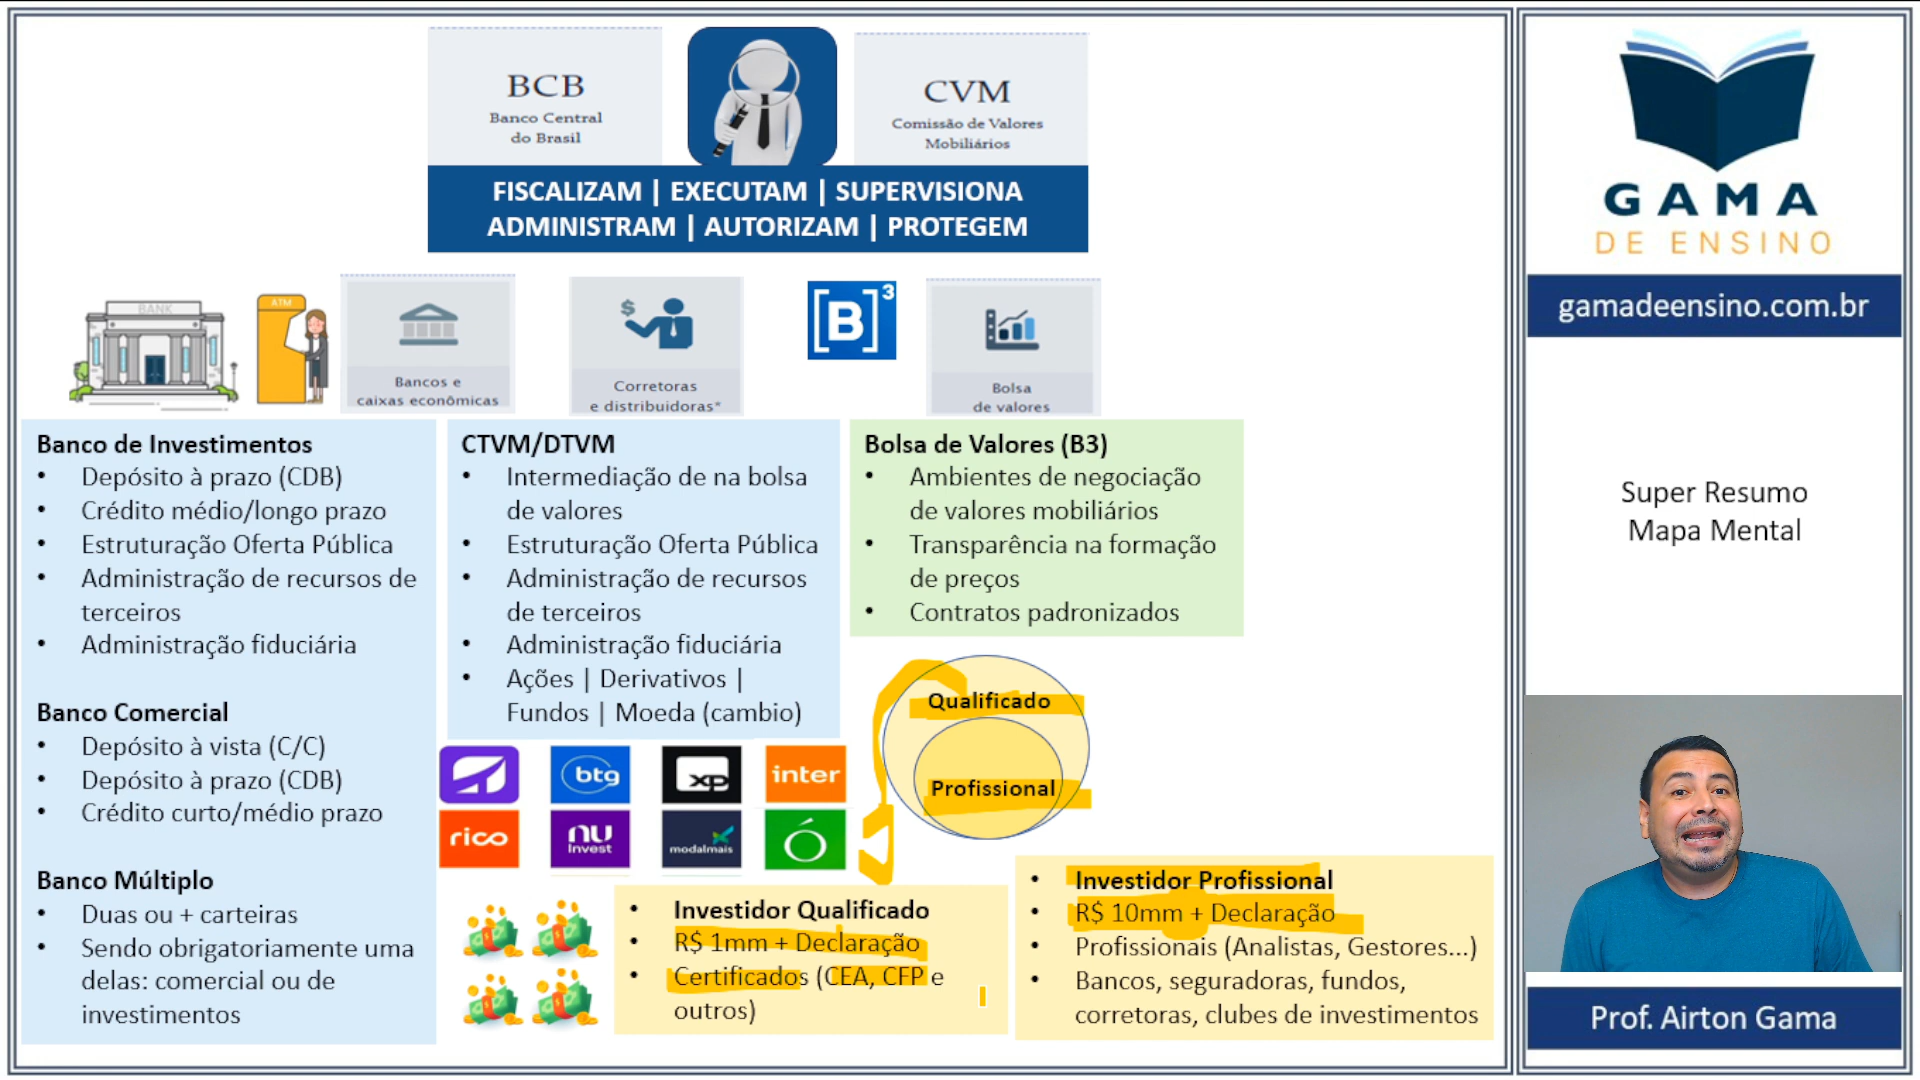 BCB
Banco Central
do Brasil
CVM
Comissão de Valores
Mobiliários
FISCALIZAM | EXECUTAM | SUPERVISIONA
ADMINISTRAM | AUTORIZAM | PROTEGEM
BANK
ATM
Bancos e
caixas econômicas
$
Corretoras
e distribuidoras*
[B]³
Bolsa
de valores
Banco de Investimentos
• Depósito à prazo (CDB)
• Crédito médio/longo prazo
• Estruturação Oferta Pública
• Administração de recursos de
terceiros
• Administração fiduciária
Banco Comercial
• Depósito à vista (C/C)
• Depósito à prazo (CDB)
• Crédito curto/médio prazo
Banco Múltiplo
• Duas ou + carteiras
• Sendo obrigatoriamente uma
delas: comercial ou de
investimentos
CTVM/DTVM
• Intermediação de na bolsa
de valores
• Estruturação Oferta Pública
• Administração de recursos
de terceiros
• Administração fiduciária
• Ações | Derivativos |
Fundos | Moeda (cambio)
btg
xp
inter
rico
nu
invest
modalmais
Bolsa de Valores (B3)
• Ambientes de negociação
de valores mobiliários
• Transparência na formação
de preços
• Contratos padronizados
Qualificado
Profissional
• Investidor Qualificado
• R$ 1mm + Declaração
• Certificados (CEA, CFP e
outros)
• Investidor Profissional
• R$ 10mm + Declaração
• Profissionais (Analistas, Gestores...)
• Bancos, seguradoras, fundos,
corretoras, clubes de investimentos
GAMA
DE ENSINO
gamadeensino.com.br
Super Resumo
Mapa Mental
Prof. Airton Gama